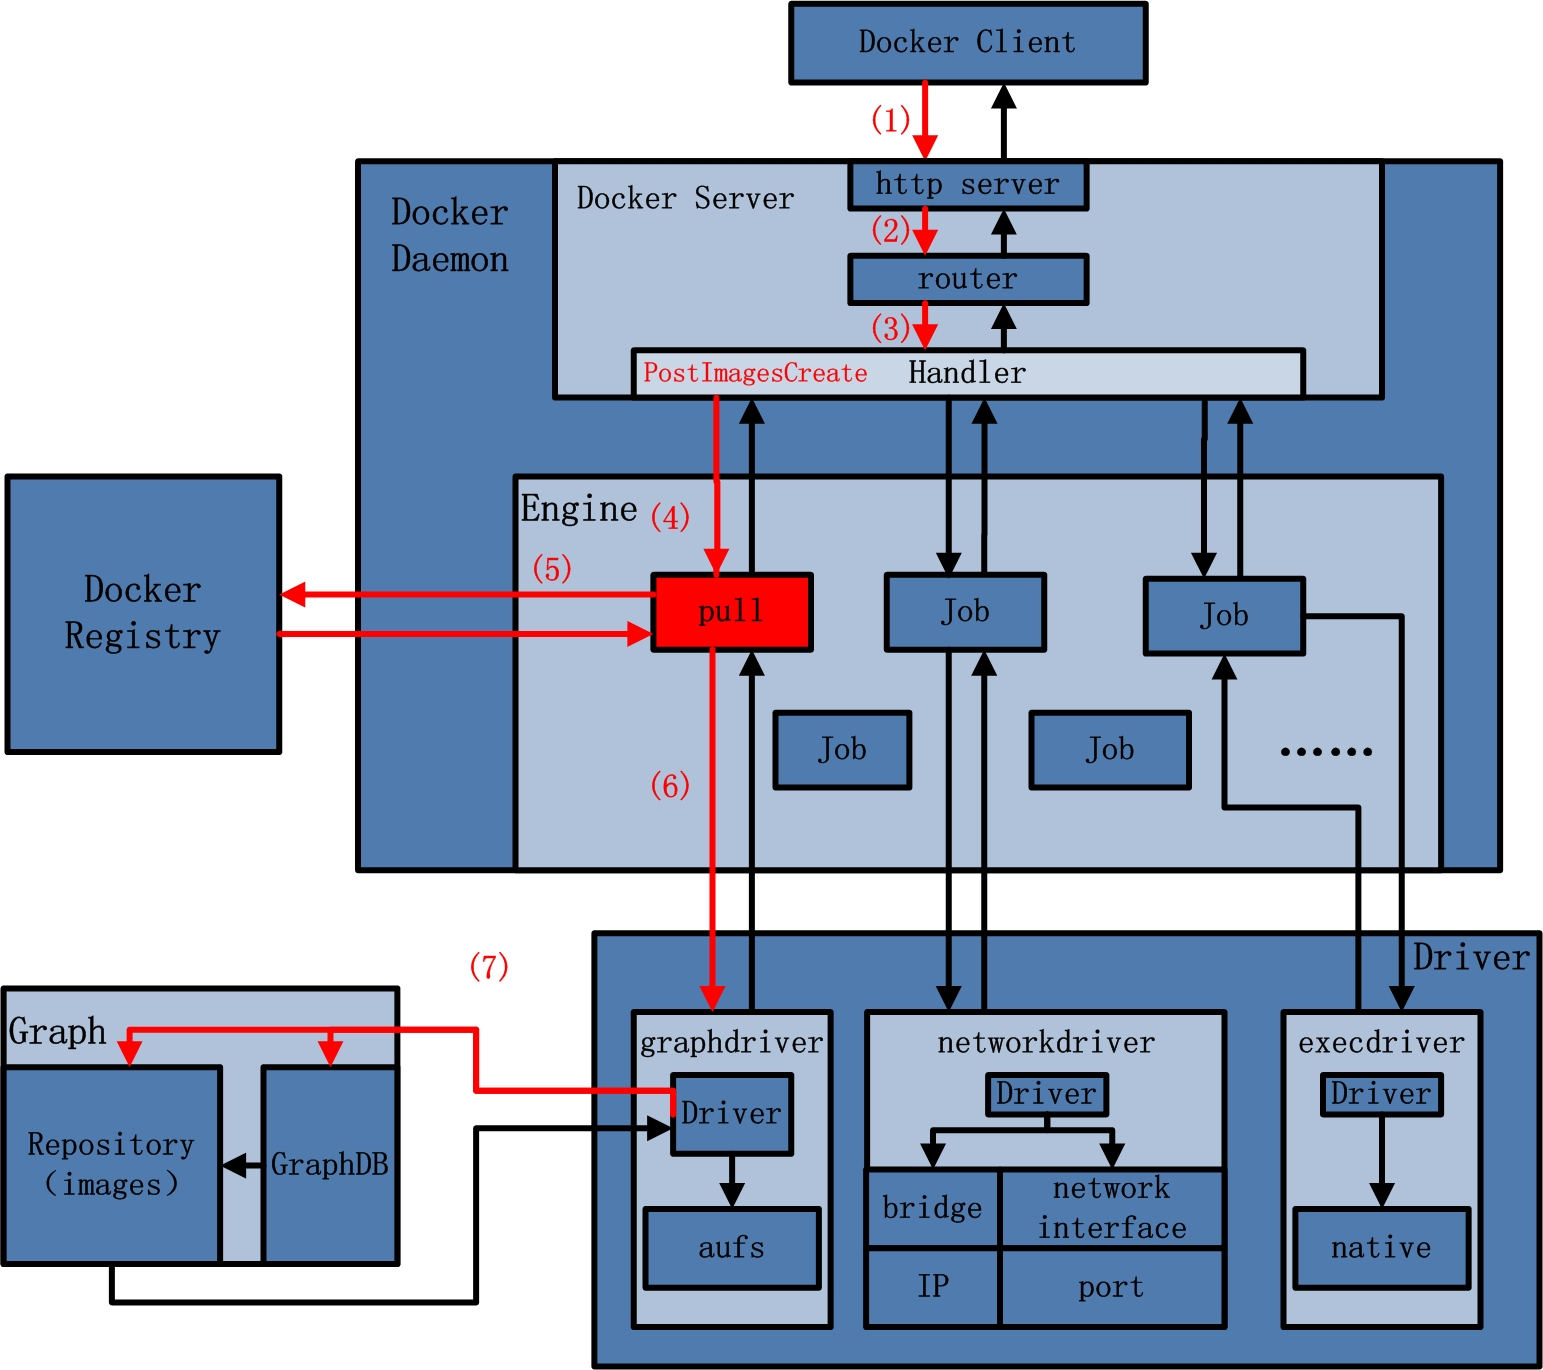 Docker Client
(1)
http server
Docker Server
Docker
Daemon
(2)
router
(3)
PostImagesCreate
Handler
Engine
(4)
(5)
Docker
Registry
pull
Job
Job
Job
Job
······
(6)
(7)
Driver
Graph
graphdriver
networkdriver
execdriver
Driver
Driver
Driver
Repository
（images）
GraphDB
bridge
network
interface
aufs
native
IP
port